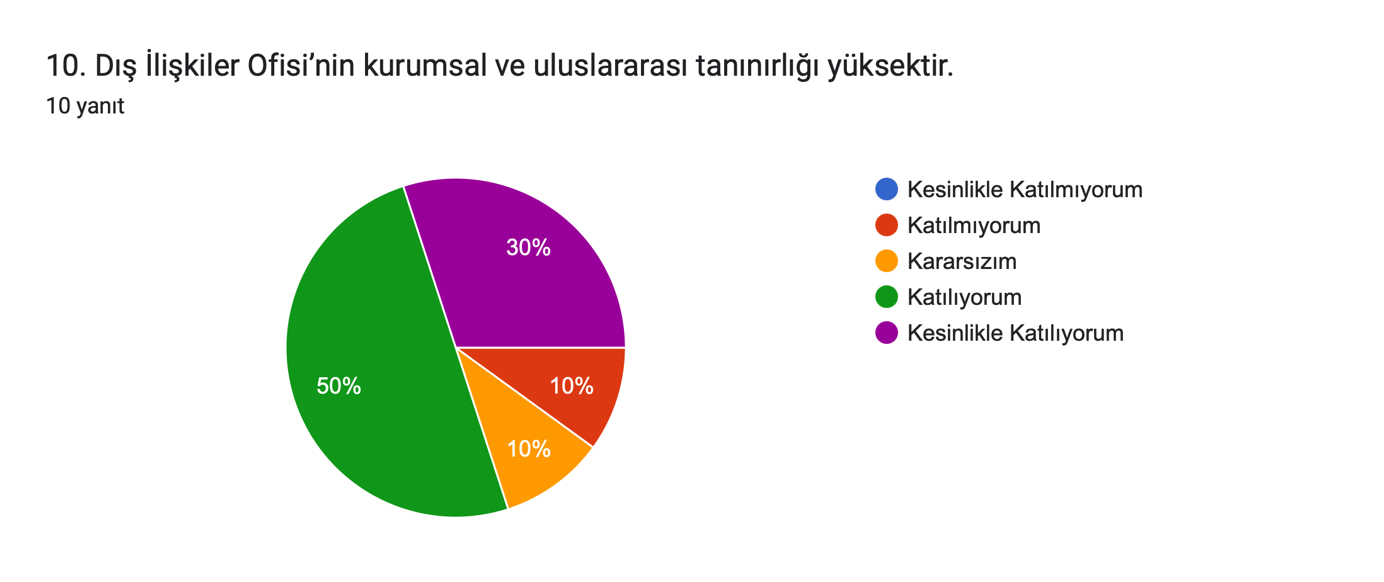 10. Dış İlişkiler Ofisi’nin kurumsal ve uluslararası tanınırlığı yüksektir.
10 yanıt
30%
50%
10%
10%
Kesinlikle Katılmıyorum
Katılmıyorum
Kararsızım
Katılıyorum
Kesinlikle Katılıyorum